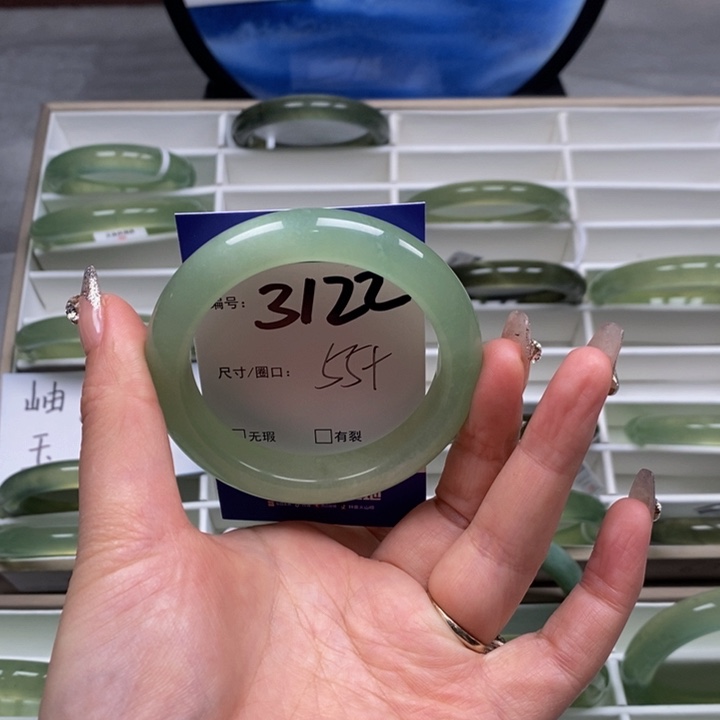 编号: 3122
尺寸/圈口: 55+
无瑕 □有裂
岫
玉